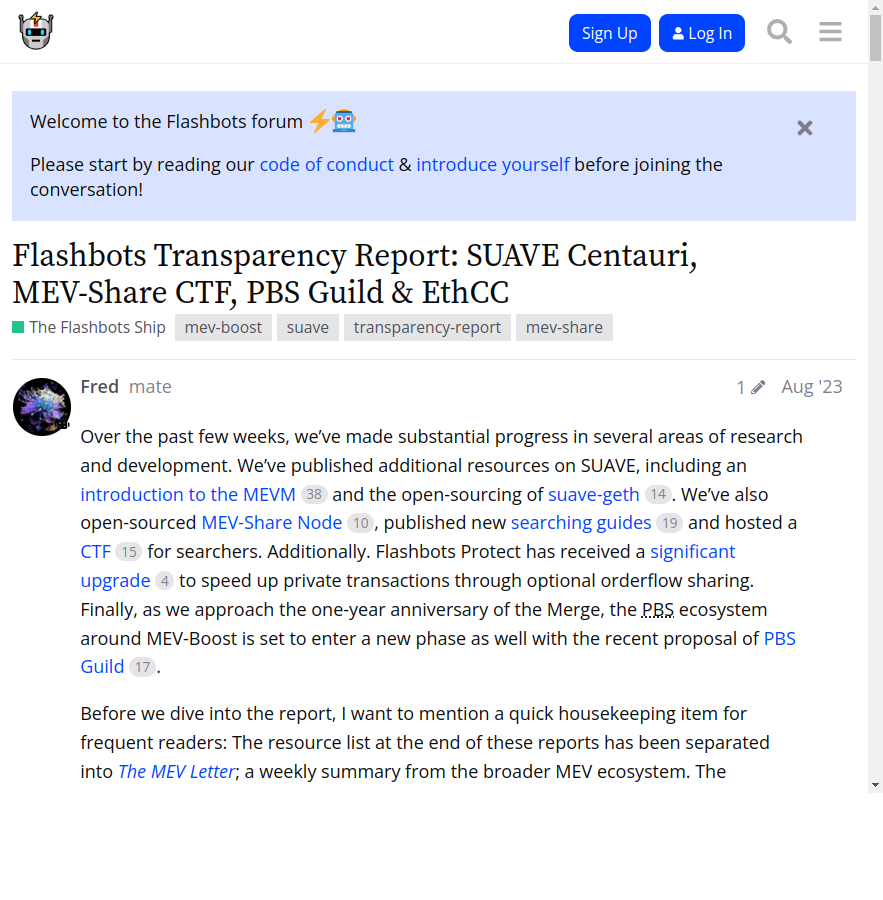 Sign Up
Log In
Welcome to the Flashbots forum
Please start by reading our code of conduct & introduce yourself before joining the
conversation!
Flashbots Transparency Report: SUAVE Centauri,
MEV-Share CTF, PBS Guild & EthCC
The Flashbots Ship mev-boost suave transparency-report mev-share
Fred mate 1 Aug '23
Over the past few weeks, we’ve made substantial progress in several areas of research
and development. We’ve published additional resources on SUAVE, including an
introduction to the MEVM 38 and the open-sourcing of suave-geth 14 . We’ve also
open-sourced MEV-Share Node 10 , published new searching guides 19 and hosted a
CTF 15 for searchers. Additionally. Flashbots Protect has received a significant
upgrade 4 to speed up private transactions through optional orderflow sharing.
Finally, as we approach the one-year anniversary of the Merge, the PBS ecosystem
around MEV-Boost is set to enter a new phase as well with the recent proposal of PBS
Guild 17 .
Before we dive into the report, I want to mention a quick housekeeping item for
frequent readers: The resource list at the end of these reports has been separated
into The MEV Letter; a weekly summary from the broader MEV ecosystem. The